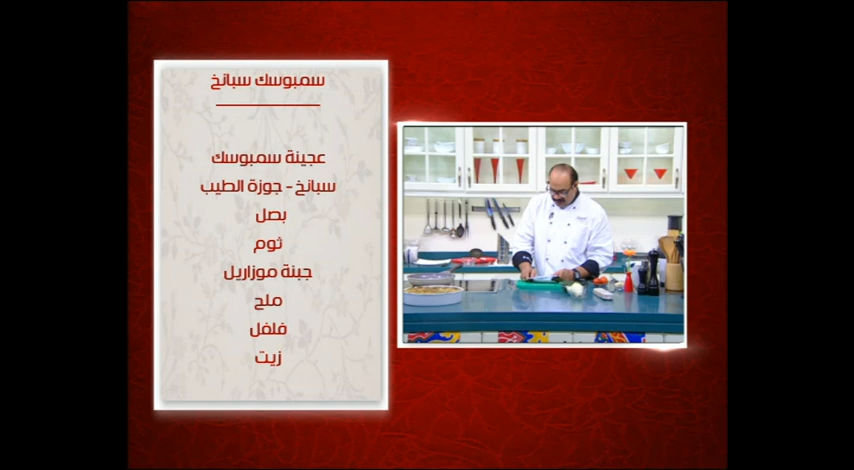 سمبوسك سبانخ
عجينة سمبوسك
سبانخ - جوزة الطيب
بصل
ثوم
جبنة موزاريل
ملح
فلفل
زيت